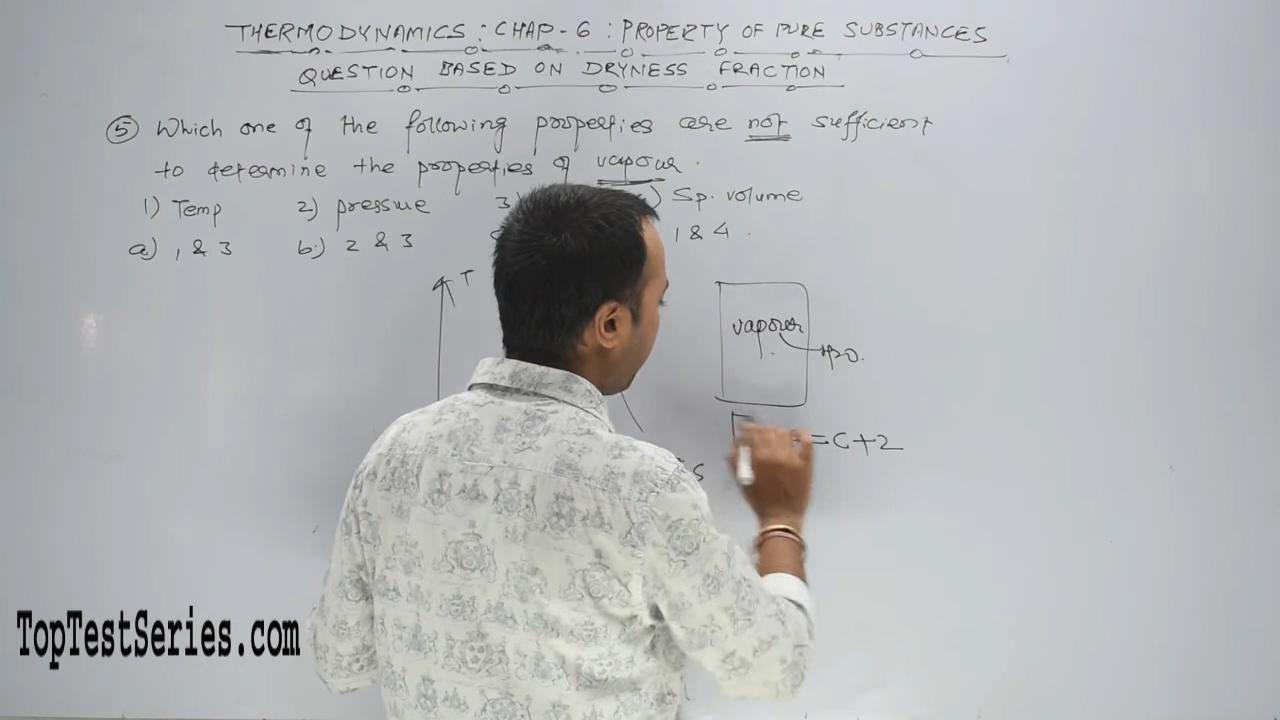 THERMODYNAMICS : CHAP-6 : PROPERTY OF PURE SUBSTANCES
QUESTION BASED ON DRYNESS FRACTION
5 Which one of the following properties are not sufficient
to determine the properties of vapour.
1) Temp 2) pressure 3) ) Sp. volume
a) 1 & 3 b) 2 & 3 1 & 4
T
vapour
H2O.
=C+2
S
TopTestSeries.com